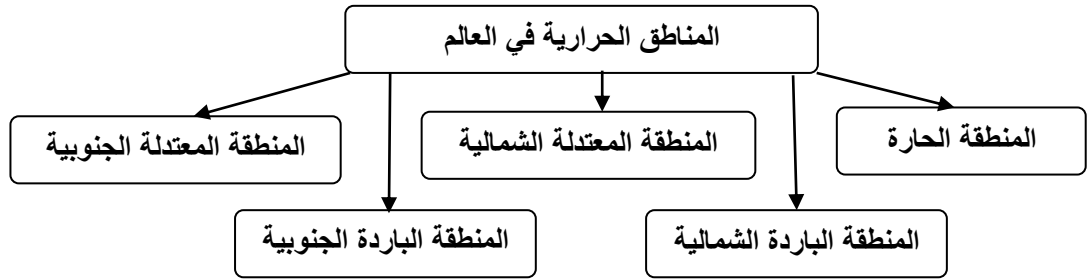 المناطق الحرارية في العالم
المنطقة الحارة
المنطقة المعتدلة الشمالية
المنطقة المعتدلة الجنوبية
المنطقة الباردة الشمالية
المنطقة الباردة الجنوبية